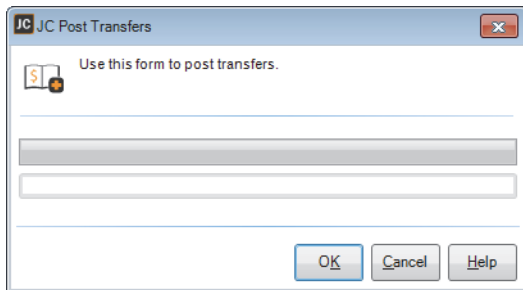 JC JC Post Transfers
Use this form to post transfers.
$
OK Cancel Help